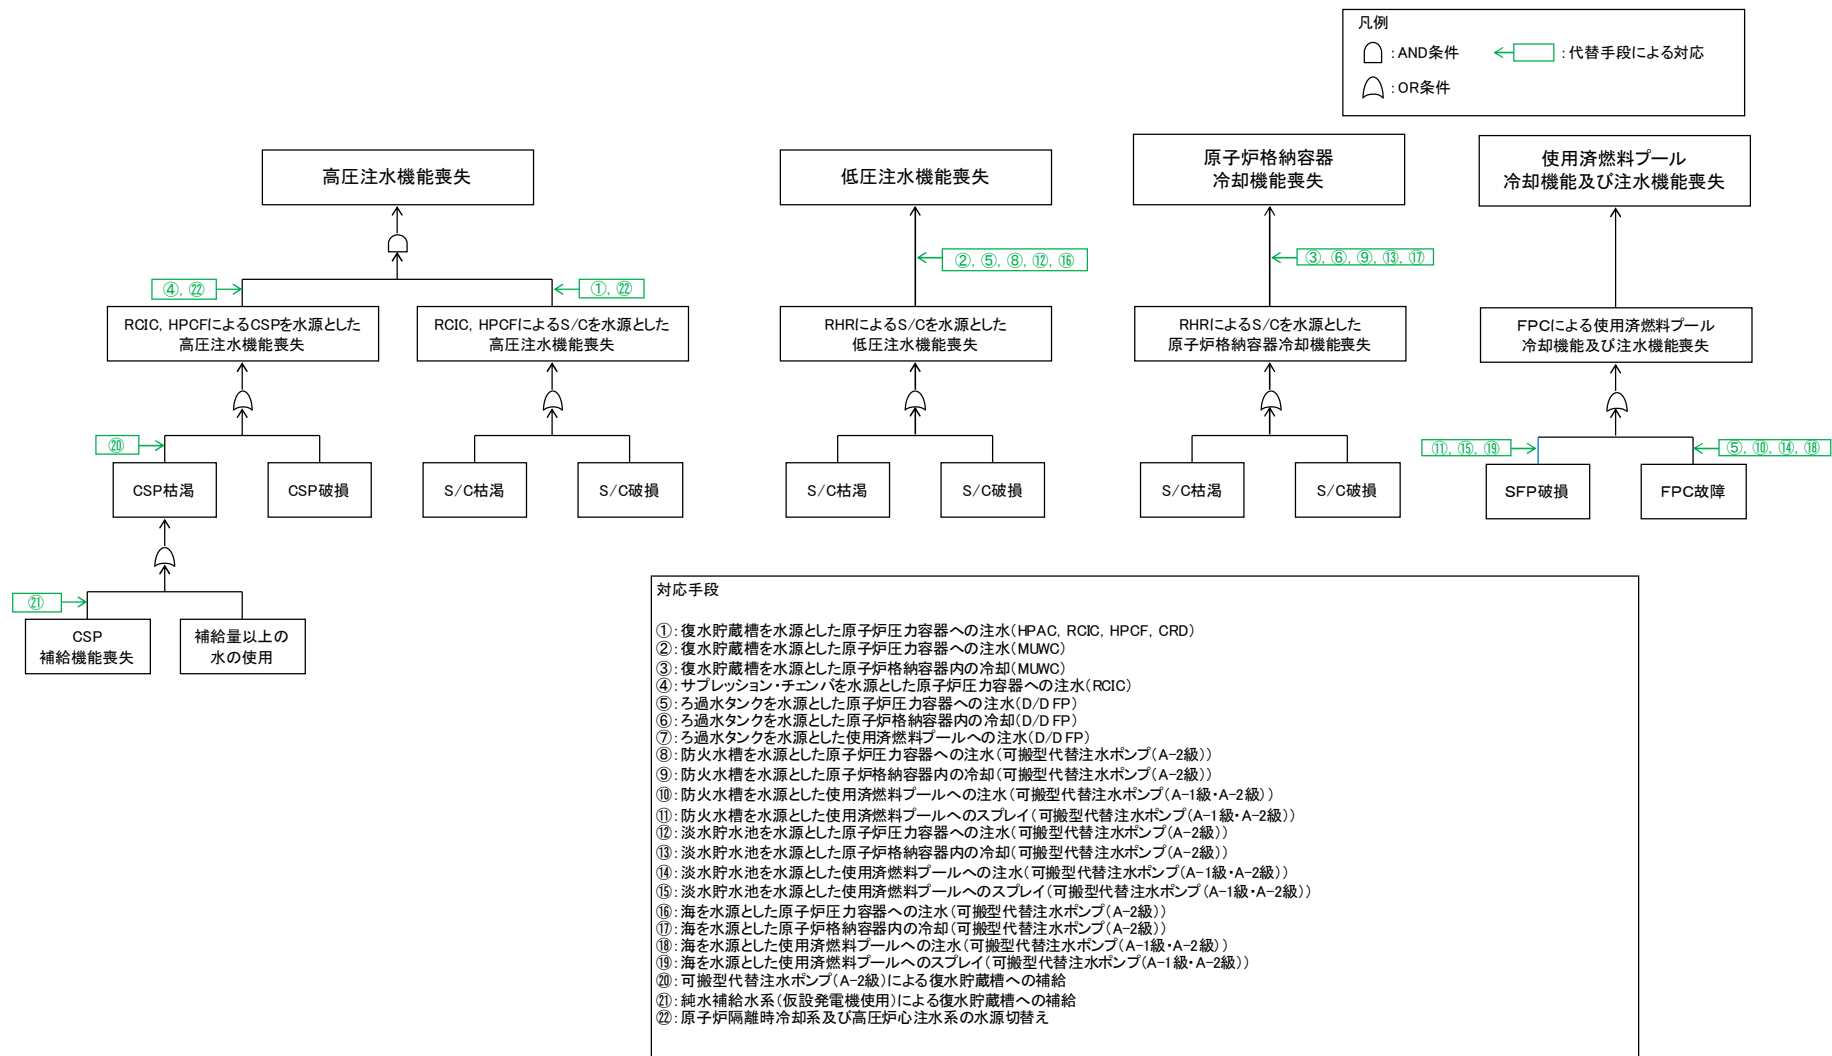 凡例
：AND条件
：代替手段による対応
：OR条件
高圧注水機能喪失
低圧注水機能喪失
原子炉格納容器
冷却機能喪失
使用済燃料プール
冷却機能及び注水機能喪失
②, ⑤, ⑧, ⑫, ⑯
③, ⑥, ⑨, ⑬, ⑰
④, ㉒
①, ㉒
RCIC, HPCFによるCSPを水源とした
高圧注水機能喪失
RCIC, HPCFによるS/Cを水源とした
高圧注水機能喪失
RHRによるS/Cを水源とした
低圧注水機能喪失
RHRによるS/Cを水源とした
原子炉格納容器冷却機能喪失
FPCによる使用済燃料プール
冷却機能及び注水機能喪失
⑳
⑪, ⑮, ⑲
⑤, ⑩, ⑭, ⑱
CSP枯渇
CSP破損
S/C枯渇
S/C破損
S/C枯渇
S/C破損
S/C枯渇
S/C破損
SFP破損
FPC故障
㉑
CSP
補給機能喪失
補給量以上の
水の使用
対応手段
①：復水貯蔵槽を水源とした原子炉圧力容器への注水（HPAC, RCIC, HPCF, CRD）
②：復水貯蔵槽を水源とした原子炉圧力容器への注水（MUWC）
③：復水貯蔵槽を水源とした原子炉格納容器内の冷却（MUWC）
④：サプレッション・チェンバを水源とした原子炉圧力容器への注水（RCIC）
⑤：ろ過水タンクを水源とした原子炉圧力容器への注水（D/D FP）
⑥：ろ過水タンクを水源とした原子炉格納容器内の冷却（D/D FP）
⑦：ろ過水タンクを水源とした使用済燃料プールへの注水（D/D FP）
⑧：防火水槽を水源とした原子炉圧力容器への注水（可搬型代替注水ポンプ（A-2級））
⑨：防火水槽を水源とした原子炉格納容器内の冷却（可搬型代替注水ポンプ（A-2級））
⑩：防火水槽を水源とした使用済燃料プールへの注水（可搬型代替注水ポンプ（A-1級・A-2級））
⑪：防火水槽を水源とした使用済燃料プールへのスプレイ（可搬型代替注水ポンプ（A-1級・A-2級））
⑫：淡水貯水池を水源とした原子炉圧力容器への注水（可搬型代替注水ポンプ（A-2級））
⑬：淡水貯水池を水源とした原子炉格納容器内の冷却（可搬型代替注水ポンプ（A-2級））
⑭：淡水貯水池を水源とした使用済燃料プールへの注水（可搬型代替注水ポンプ（A-1級・A-2級））
⑮：淡水貯水池を水源とした使用済燃料プールへのスプレイ（可搬型代替注水ポンプ（A-1級・A-2級））
⑯：海を水源とした原子炉圧力容器への注水（可搬型代替注水ポンプ（A-2級））
⑰：海を水源とした原子炉格納容器内の冷却（可搬型代替注水ポンプ（A-2級））
⑱：海を水源とした使用済燃料プールへの注水（可搬型代替注水ポンプ（A-1級・A-2級））
⑲：海を水源とした使用済燃料プールへのスプレイ（可搬型代替注水ポンプ（A-1級・A-2級））
⑳：可搬型代替注水ポンプ（A-2級）による復水貯蔵槽への補給
㉑：純水補給水系（仮設発電機使用）による復水貯蔵槽への補給
㉒：原子炉隔離時冷却系及び高圧炉心注水系の水源切替え